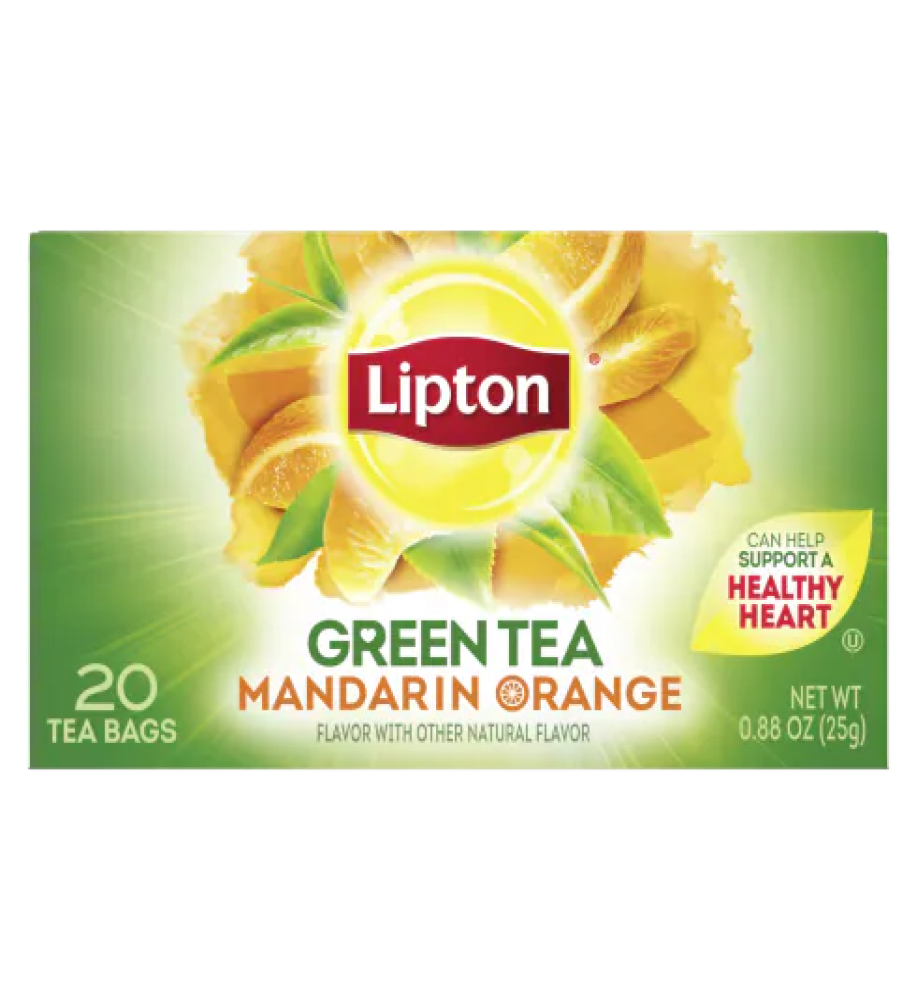 Lipton
®
CAN HELP
SUPPORT A
HEALTHY
HEART
U
GREEN TEA
MANDARIN ORANGE
FLAVOR WITH OTHER NATURAL FLAVOR
20
TEA BAGS
NET WT
0.88 OZ (25g)